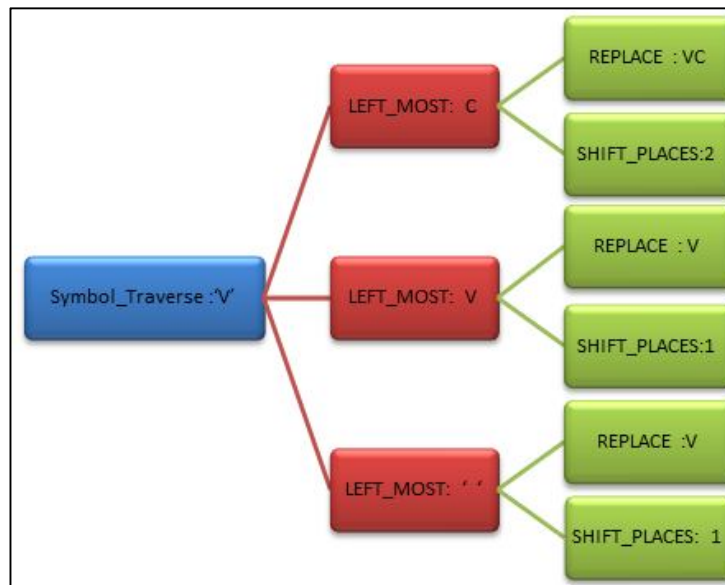 Symbol_Traverse :‘V’
LEFT_MOST:  C
REPLACE  : VC
SHIFT_PLACES:2
LEFT_MOST:  V
REPLACE  : V
SHIFT_PLACES:1
LEFT_MOST:  ‘ ‘
REPLACE  :V
SHIFT_PLACES:  1